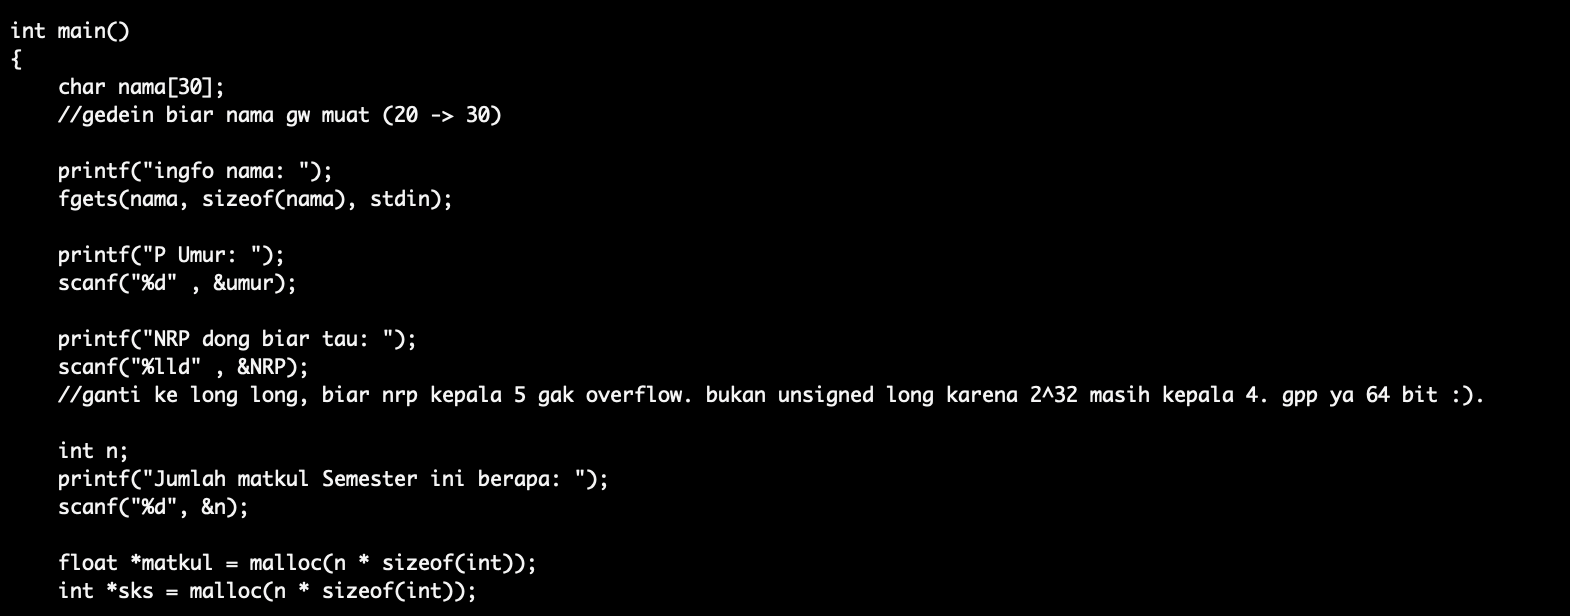 int main()
{
    char nama[30];
    //gedein biar nama gw muat (20 -> 30)

    printf("ingfo nama: ");
    fgets(nama, sizeof(nama), stdin);

    printf("P Umur: ");
    scanf("%d" , &umur);

    printf("NRP dong biar tau: ");
    scanf("%lld" , &NRP);
    //ganti ke long long, biar nrp kepala 5 gak overflow. bukan unsigned long karena 2^32 masih kepala 4. gpp ya 64 bit :).

    int n;
    printf("Jumlah matkul Semester ini berapa: ");
    scanf("%d", &n);

    float *matkul = malloc(n * sizeof(int));
    int *sks = malloc(n * sizeof(int));